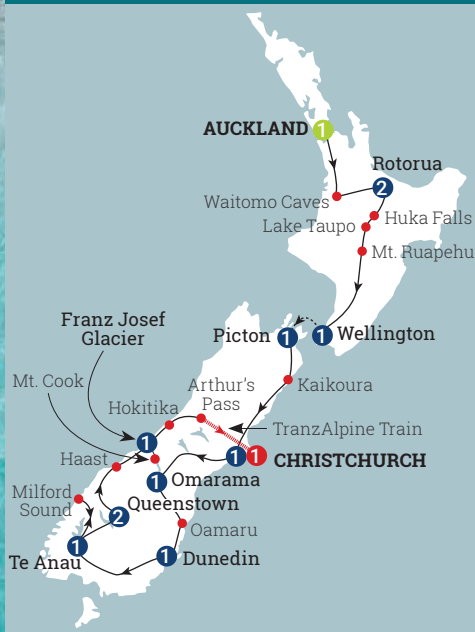 AUCKLAND
1
Rotorua
2
Waitomo Caves
Huka Falls
Lake Taupo
Mt. Ruapehu
Franz Josef
Glacier
Picton
1
1
Wellington
Mt. Cook
Arthur's
Pass
Kaikoura
Hokitika
TranzAlpine Train
1
1
1
CHRISTCHURCH
Haast
1
Omarama
Milford
Sound
2
Queenstown
Oamaru
1
Te Anau
1
Dunedin